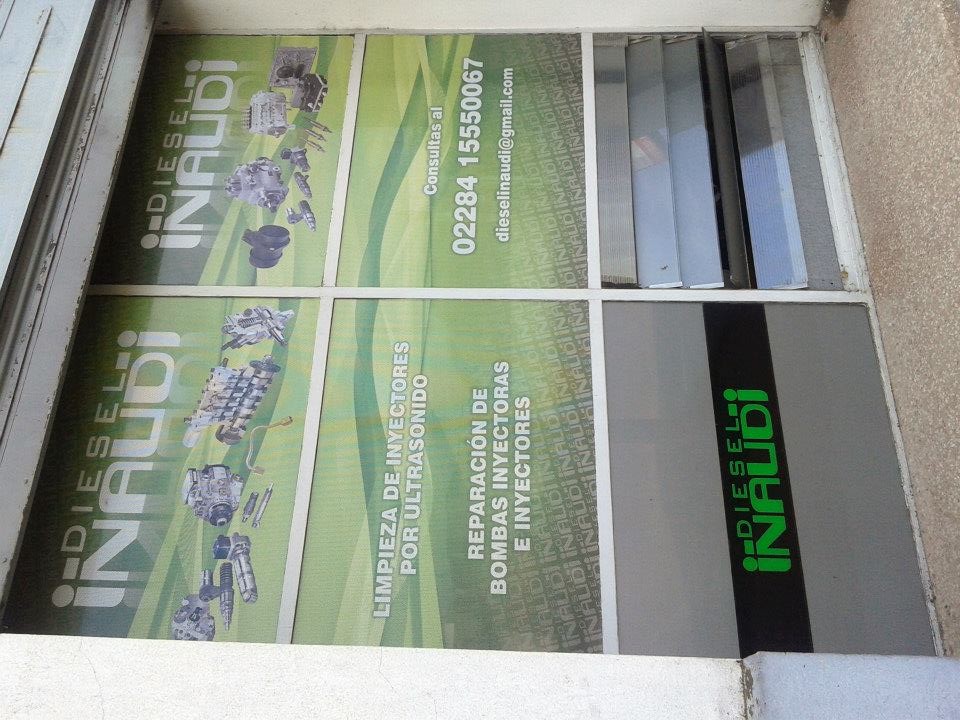 DIESEL
iNAUDi
LIMPIEZA DE INYECTORES
POR ULTRASONIDO
REPARACIÓN DE
BOMBAS INYECTORAS
E INYECTORES
DIESEL
iNAUDi
DIESEL
iNAUDi
Consultas al
02284 15550067
dieselinaudi@gmail.com